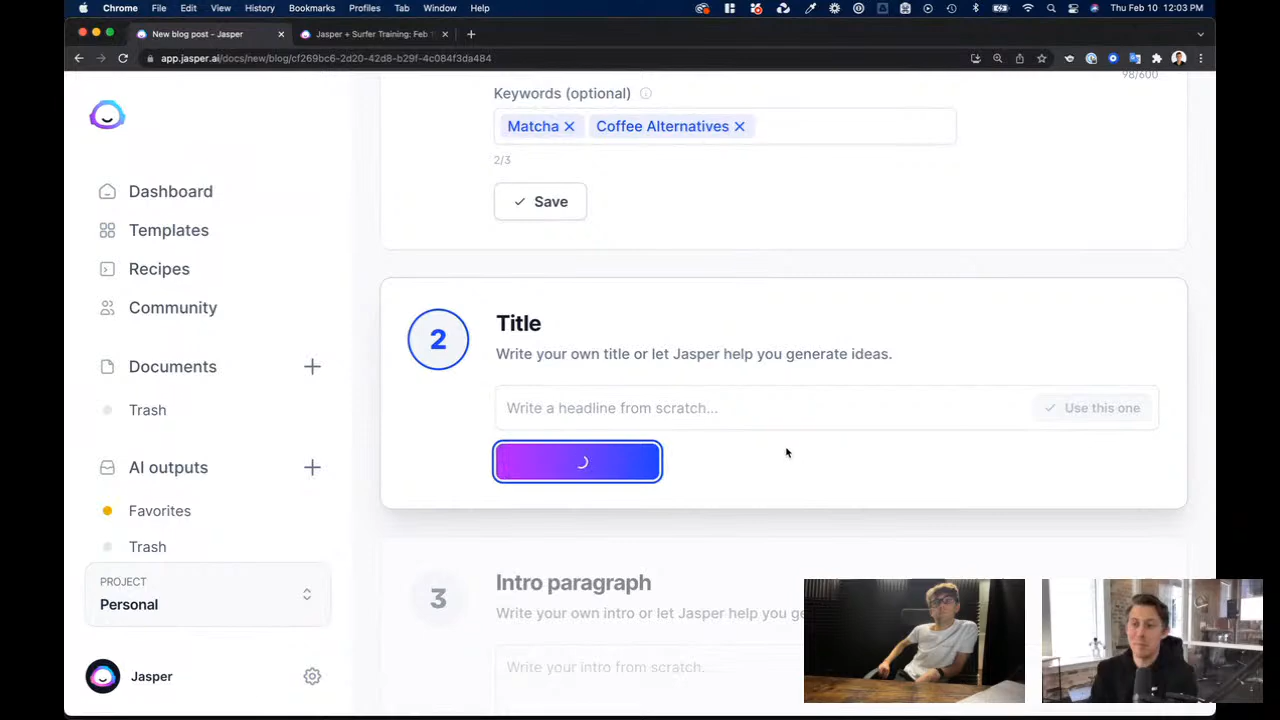 Chrome File Edit View History Bookmarks Profiles Tab Window Help Thu Feb 10 12:03 PM
New blog post - Jasper Jasper + Surfer Training: Feb 1
app.jasper.ai/docs/new/blog/cf269bc6-2d20-42d8-b29f-4c084f3da484
98/600
Keywords (optional)
Matcha Coffee Alternatives
2/3
Save
Dashboard
Templates
Recipes
Community
Documents
Trash
AI outputs
Favorites
Trash
PROJECT
Personal
Jasper
2
Title
Write your own title or let Jasper help you generate ideas.
Write a headline from scratch...
Use this one
3
Intro paragraph
Write your own intro or let Jasper help you ge
Write your intro from scratch.